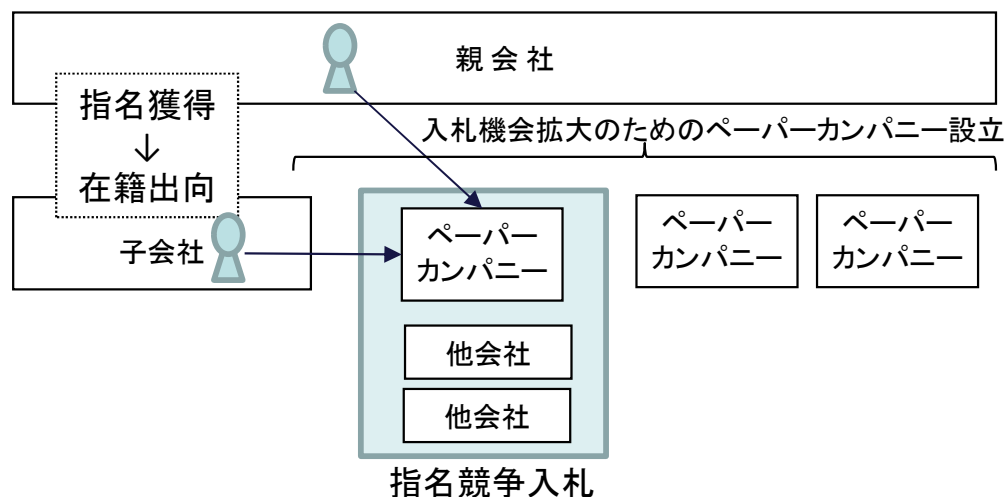 親 会 社
指名獲得
↓
在籍出向
入札機会拡大のためのペーパーカンパニー設立
子会社
ペーパー
カンパニー
ペーパー
カンパニー
ペーパー
カンパニー
他会社
他会社
指名競争入札